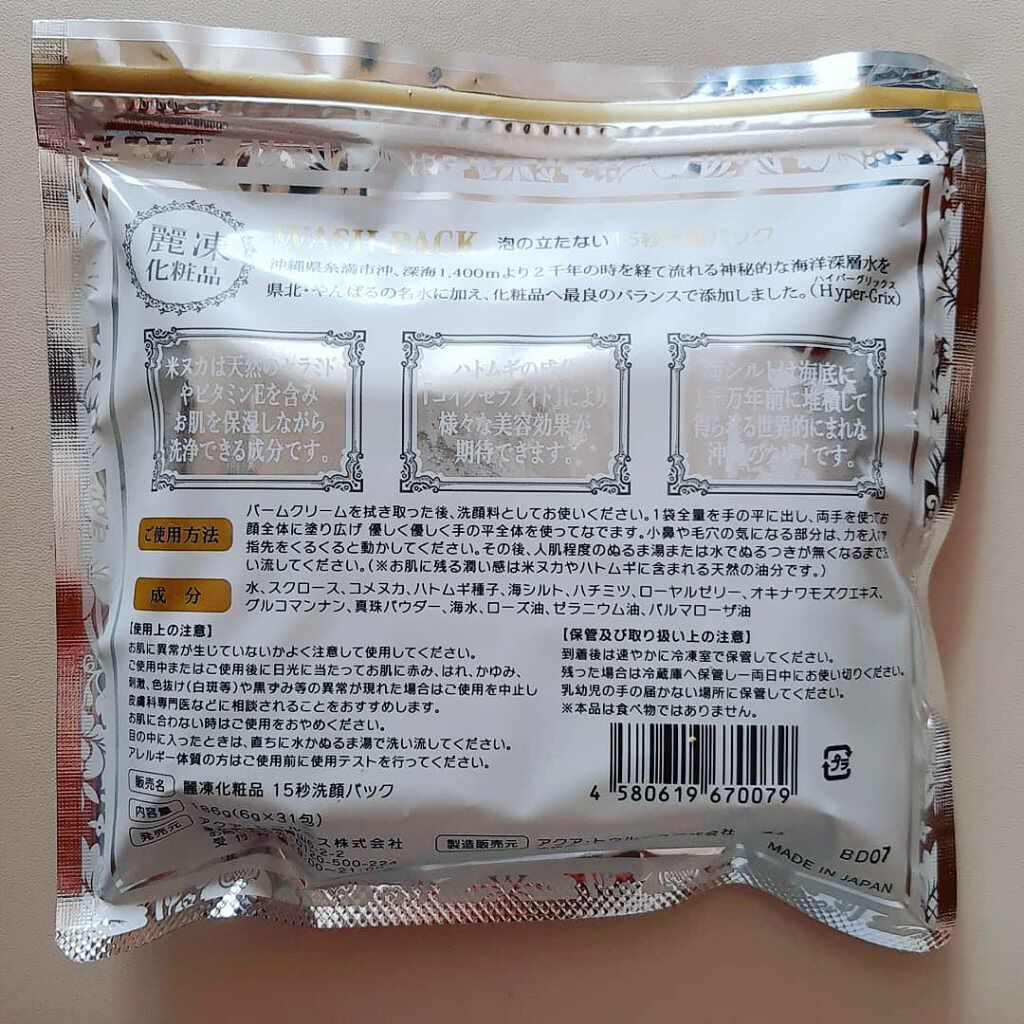 麗凍
化粧品
WASH PACK 泡の立たない15秒洗顔パック
沖縄県糸満市沖、深海1,400mより2千年の時を経て流れる神秘的な海洋深層水を
ハイパーグリックス
県北・やんばるの名水に加え、化粧品へ最良のバランスで添加しました。(Hyper-Grix)
米ヌカは天然のセラミド
やビタミンEを含み
お肌を保湿しながら
洗浄できる成分です。
ハトムギの成分
「コイクセラノイド」により
様々な美容効果が
期待できます。
海シルトは海底に
1千万年前に堆積して
得られる世界的にまれな
沖縄のクレイです。
ご使用方法
バームクリームを拭き取った後、洗顔料としてお使いください。1袋全量を手の平に出し、両手を使って
顔全体に塗り広げ 優しく優しく手の平全体を使ってなでます。小鼻や毛穴の気になる部分は、力を入れ
指先をくるくると動かしてください。その後、人肌程度のぬるま湯または水でぬるつきが無くなるまで洗
い流してください。(※お肌に残る潤い感は米ヌカやハトムギに含まれる天然の油分です。)
成分
水、スクロース、コメヌカ、ハトムギ種子、海シルト、ハチミツ、ローヤルゼリー、オキナワモズクエキス、
グルコマンナン、真珠パウダー、海水、ローズ油、ゼラニウム油、パルマローザ油
【使用上の注意】
お肌に異常が生じていないかよく注意して使用してください。
ご使用中またはご使用後に日光に当たってお肌に赤み、はれ、かゆみ、
刺激、色抜け(白斑等)や黒ずみ等の異常が現れた場合はご使用を中止し
皮膚科専門医などに相談されることをおすすめします。
お肌に合わない時はご使用をおやめください。
目の中に入ったときは、直ちに水かぬるま湯で洗い流してください。
アレルギー体質の方はご使用前に使用テストを行ってください。
【保管及び取り扱い上の注意】
到着後は速やかに冷凍室で保管してください。
残った場合は冷蔵庫へ保管し一両日中にお使い切りください。
乳幼児の手の届かない場所に保管してください。
※本品は食べ物ではありません。
4 580619 670079
プラ
販売名 麗凍化粧品 15秒洗顔パック
内容量 186g(6g×31包)
発売元
ス株式会社
受付
製造販売元 アクア・トゥルース株式会社
BD07
MADE IN JAPAN